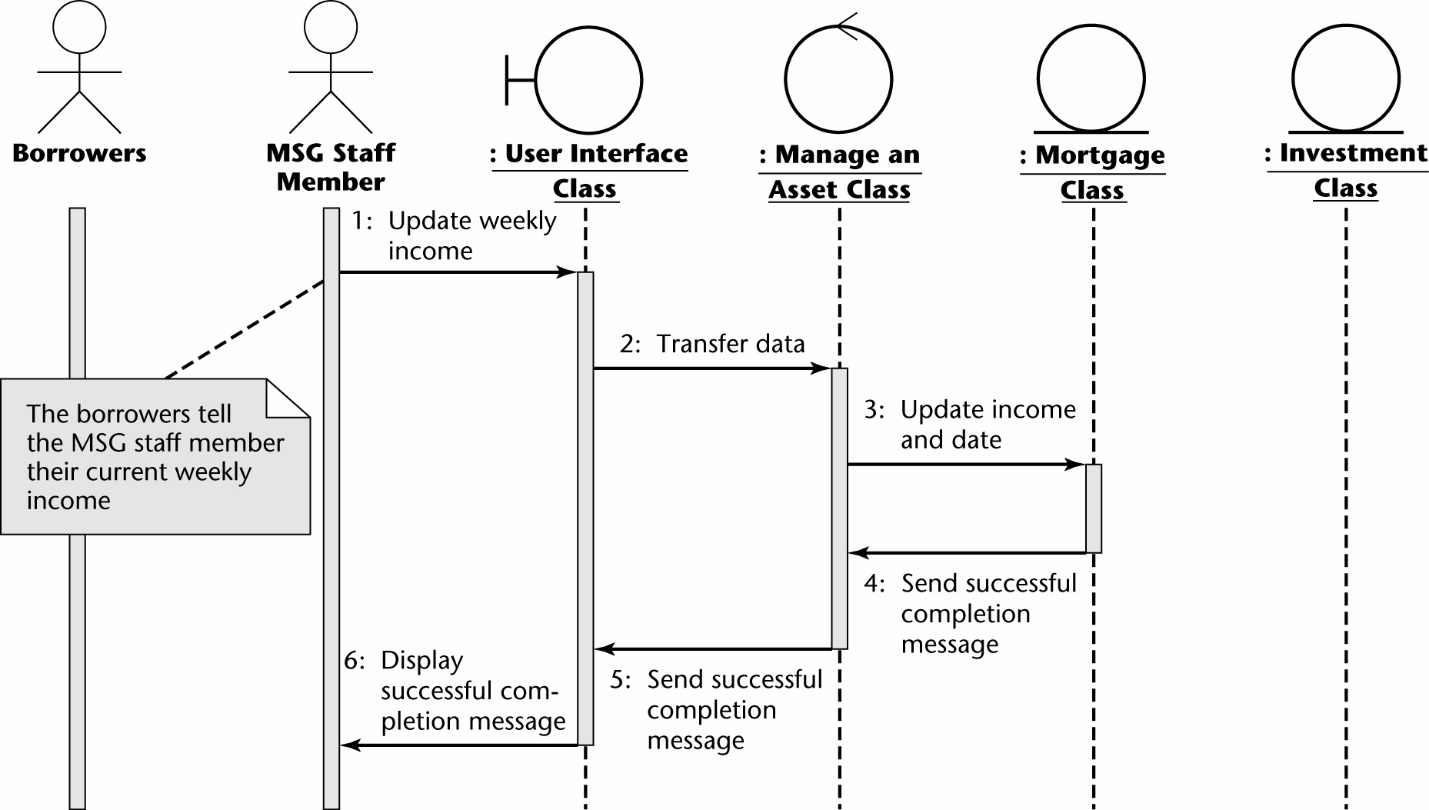 Borrowers
MSG Staff
Member
: User Interface
Class
: Manage an
Asset Class
: Mortgage
Class
: Investment
Class
1: Update weekly
income
2: Transfer data
3: Update income
and date
The borrowers tell
the MSG staff member
their current weekly
income
4: Send successful
completion
message
5: Send successful
completion
message
6: Display
successful com-
pletion message